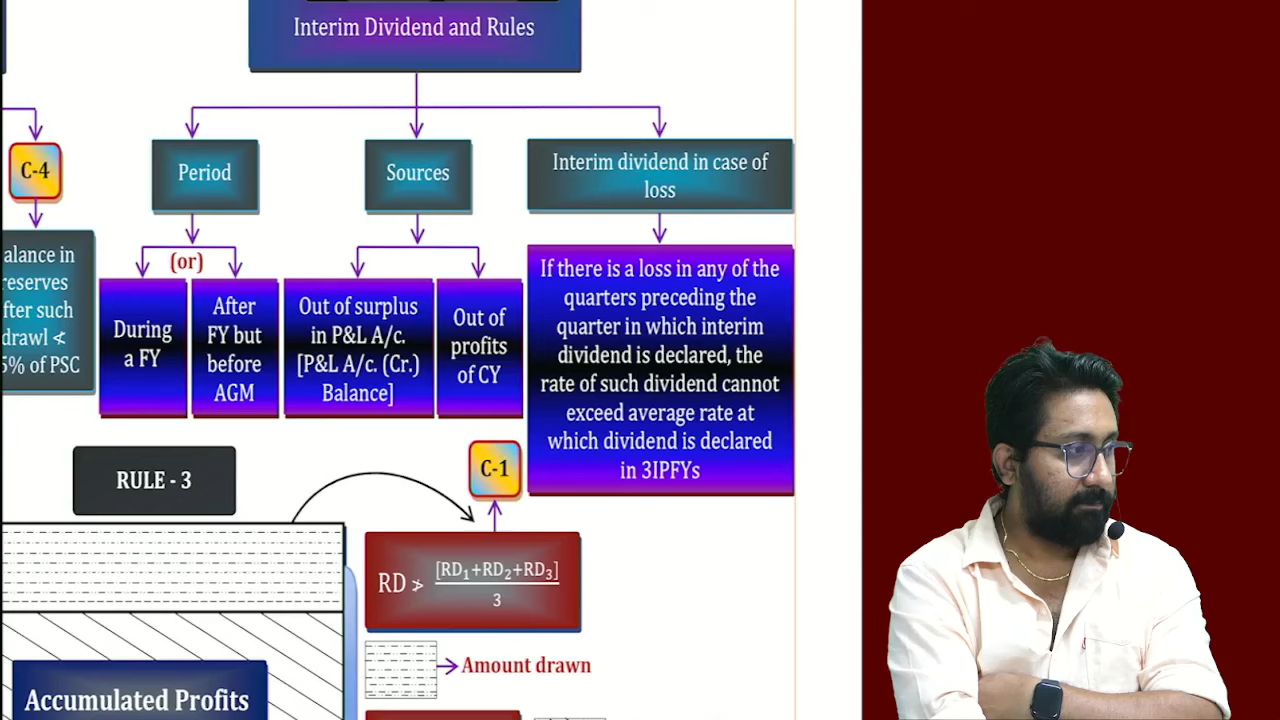 Interim Dividend and Rules
C-4
Period
Sources
Interim dividend in case of
loss
alance in
reserves
fter such
drawl ≮
5% of PSC
(or)
During
a FY
After
FY but
before
AGM
Out of surplus
in P&L A/c.
[P&L A/c. (Cr.)
Balance]
Out of
profits
of CY
If there is a loss in any of the
quarters preceding the
quarter in which interim
dividend is declared, the
rate of such dividend cannot
exceed average rate at
which dividend is declared
in 3IPFYs
RULE - 3
C-1
RD ≯ [RD₁+RD₂+RD₃]
3
Amount drawn
Accumulated Profits